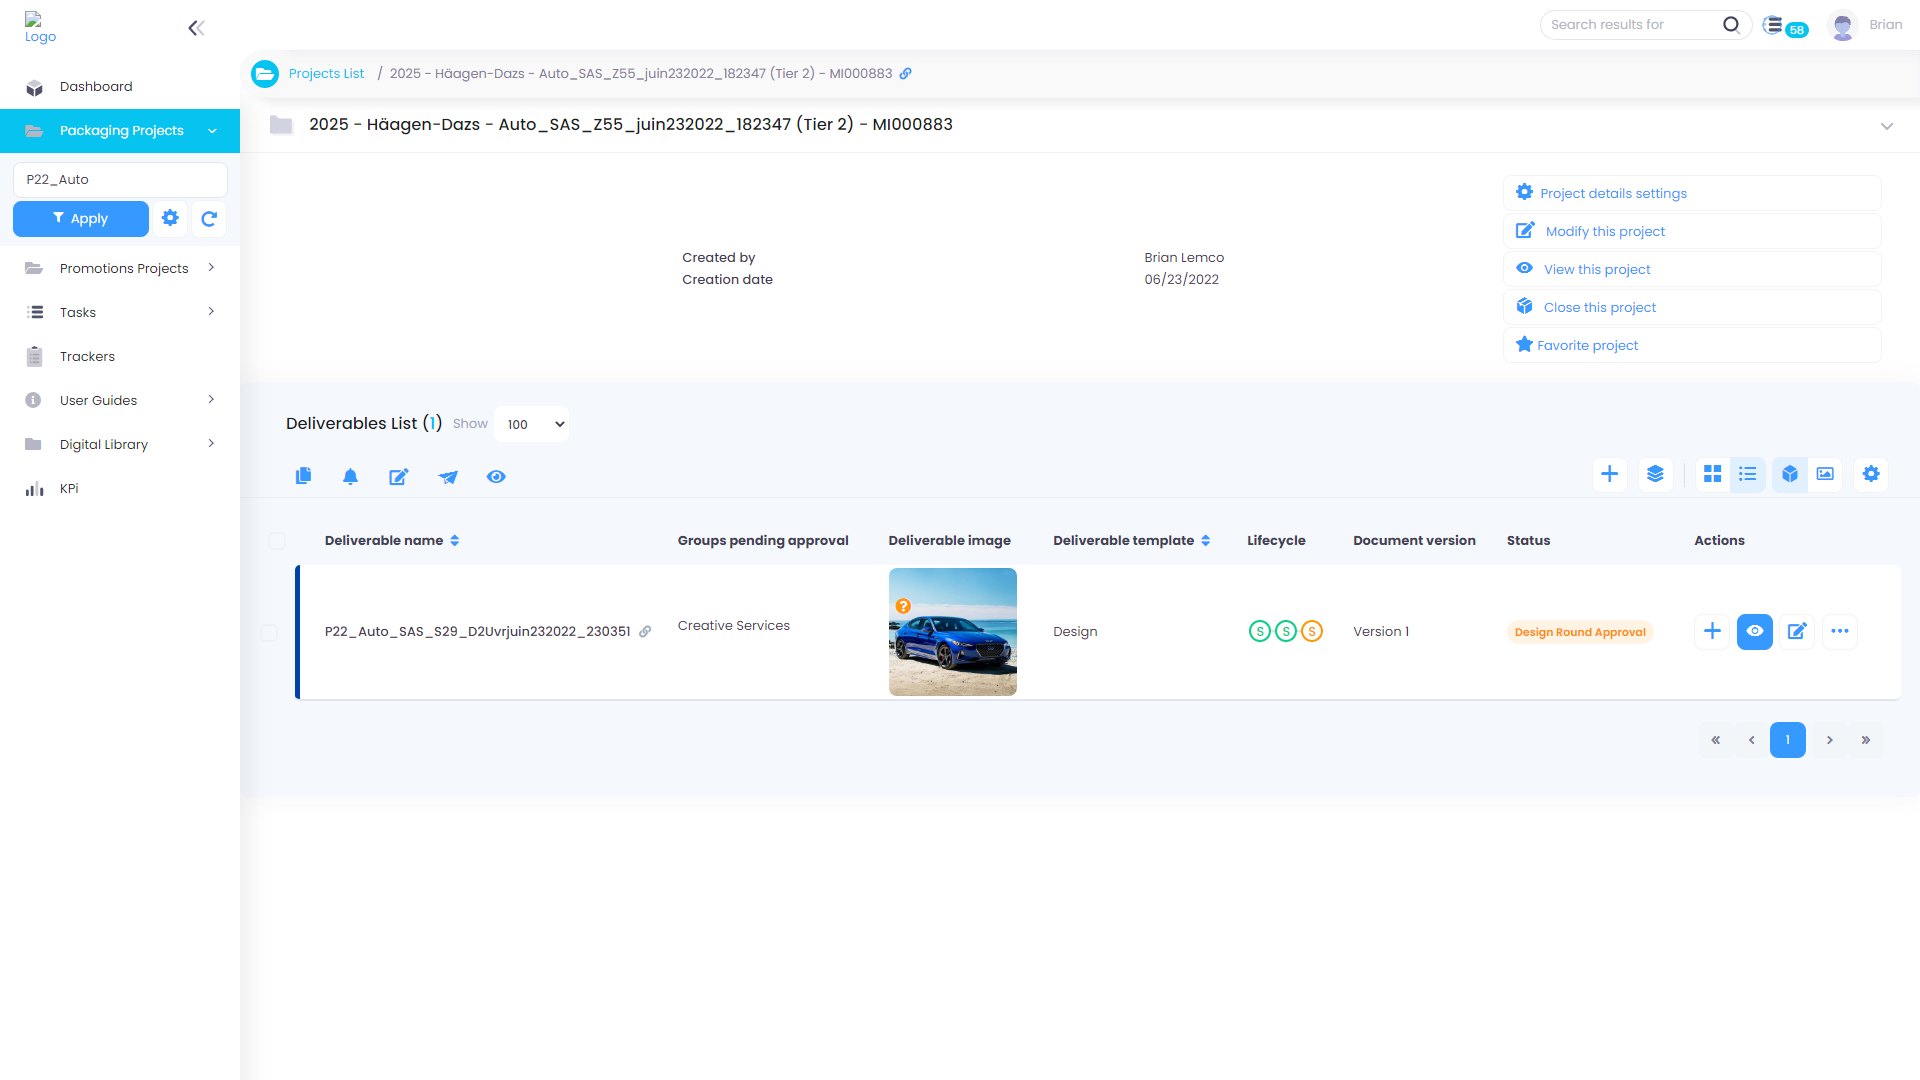 Logo
Search results for
58
Brian
Dashboard
Packaging Projects
P22_Auto
Apply
Promotions Projects
Tasks
Trackers
User Guides
Digital Library
KPi
Projects List / 2025 - Häagen-Dazs - Auto_SAS_Z55_juin232022_182347 (Tier 2) - MI000883
2025 - Häagen-Dazs - Auto_SAS_Z55_juin232022_182347 (Tier 2) - MI000883
Created by Brian Lemco
Creation date 06/23/2022
Project details settings
Modify this project
View this project
Close this project
Favorite project
Deliverables List (1) Show 100
Deliverable name Groups pending approval Deliverable image Deliverable template Lifecycle Document version Status Actions
P22_Auto_SAS_S29_D2Uvrjuin232022_230351 Creative Services ? Design S S S Version 1 Design Round Approval
« ‹ 1 › »